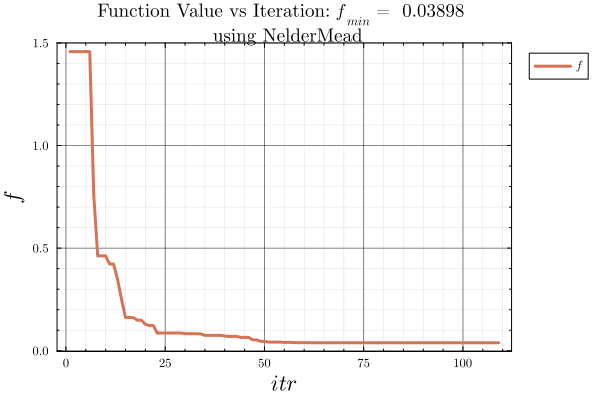 Function Value vs Iteration: f_min = 0.03898
using NelderMead
f
1.5
1.0
0.5
0.0
f
0
25
50
75
100
itr